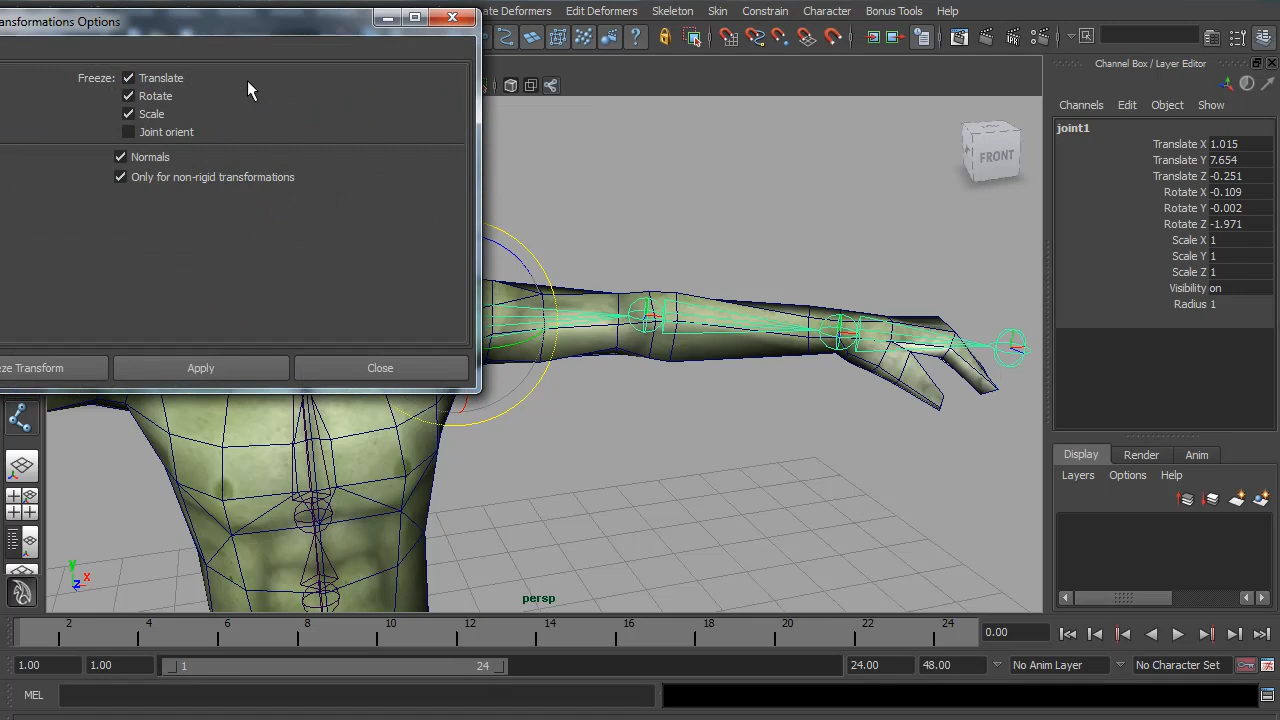 ansformations Options
ate Deformers Edit Deformers Skeleton Skin Constrain Character Bonus Tools Help
Freeze: Translate
Rotate
Scale
Joint orient
Normals
Only for non-rigid transformations
ze Transform Apply Close
FRONT
persp
y
x
z
Channel Box / Layer Editor
Channels Edit Object Show
joint1
Translate X 1.015
Translate Y 7.654
Translate Z -0.251
Rotate X -0.109
Rotate Y -0.002
Rotate Z -1.971
Scale X 1
Scale Y 1
Scale Z 1
Visibility on
Radius 1
Display Render Anim
Layers Options Help
2 4 6 8 10 12 14 16 18 20 22 24
0.00
1.00 1.00 1 24 24.00 48.00 No Anim Layer No Character Set
MEL